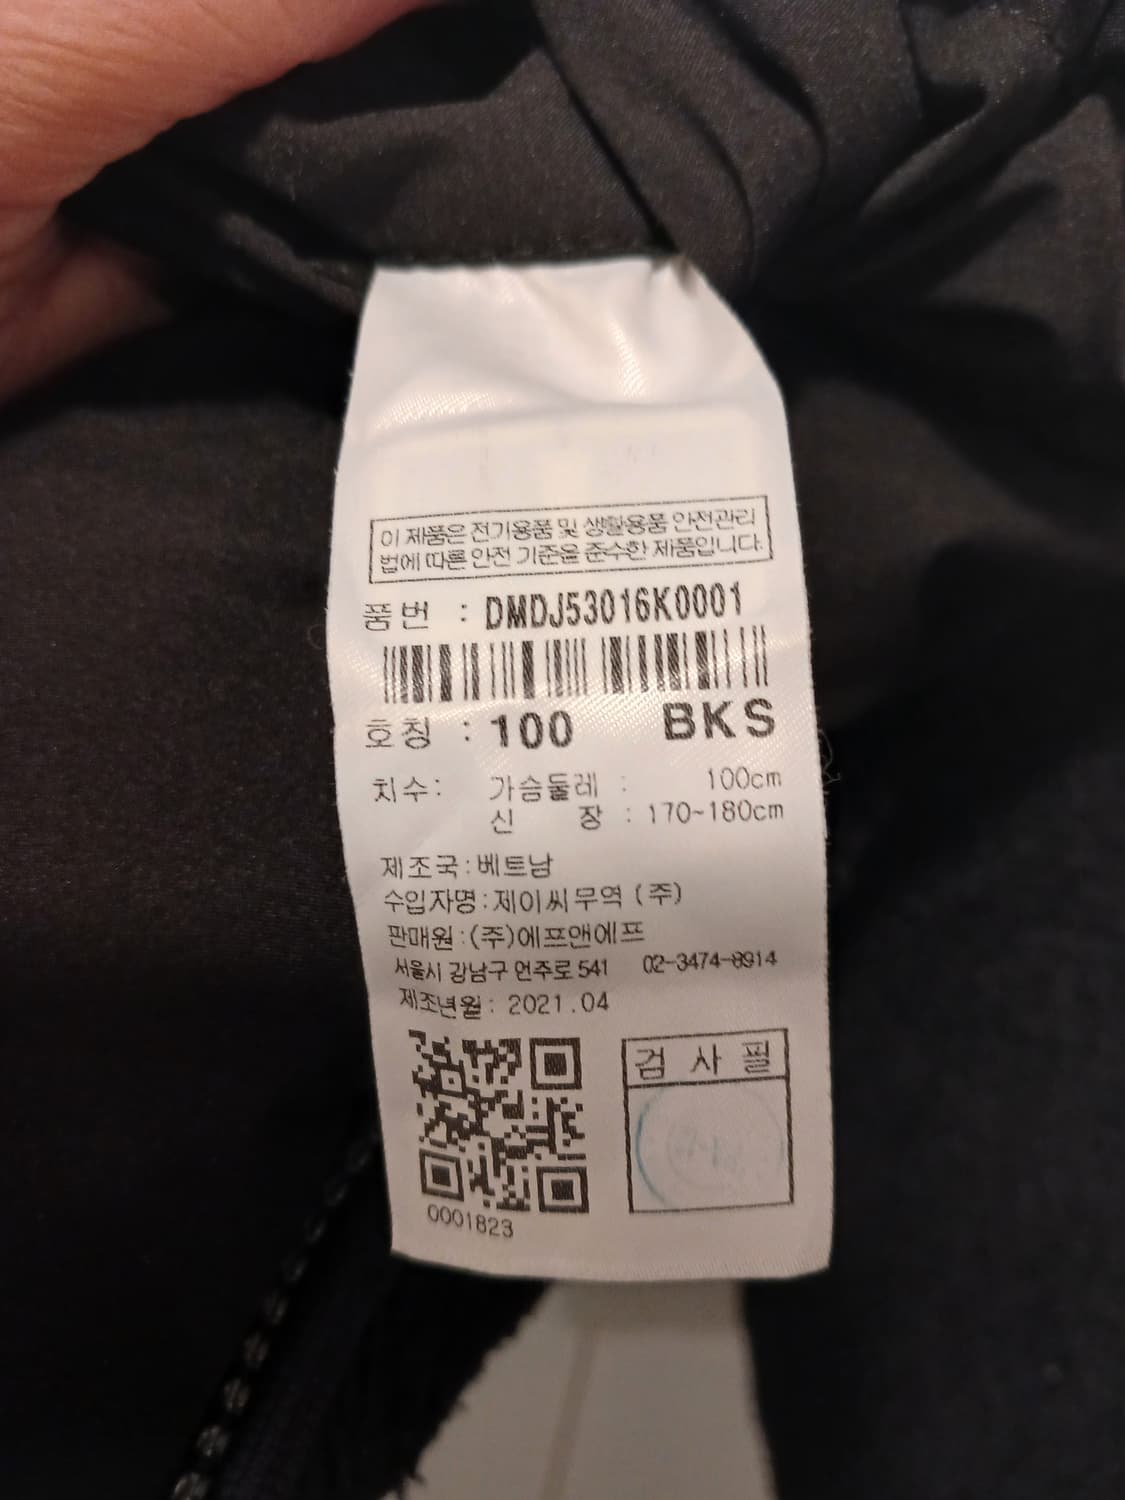 이 제품은 전기용품 및 생활용품 안전관리
법에 따른 안전 기준을 준수한 제품입니다.
품번 : DMDJ53016K0001
호칭 : 100 BKS
치수: 가슴둘레 : 100cm
신 장 : 170~180cm
제조국:베트남
수입자명:제이씨무역 (주)
판매원:(주)에프앤에프
서울시 강남구 언주로 541 02-3474-8914
제조년월: 2021.04
검 사 필
0001823